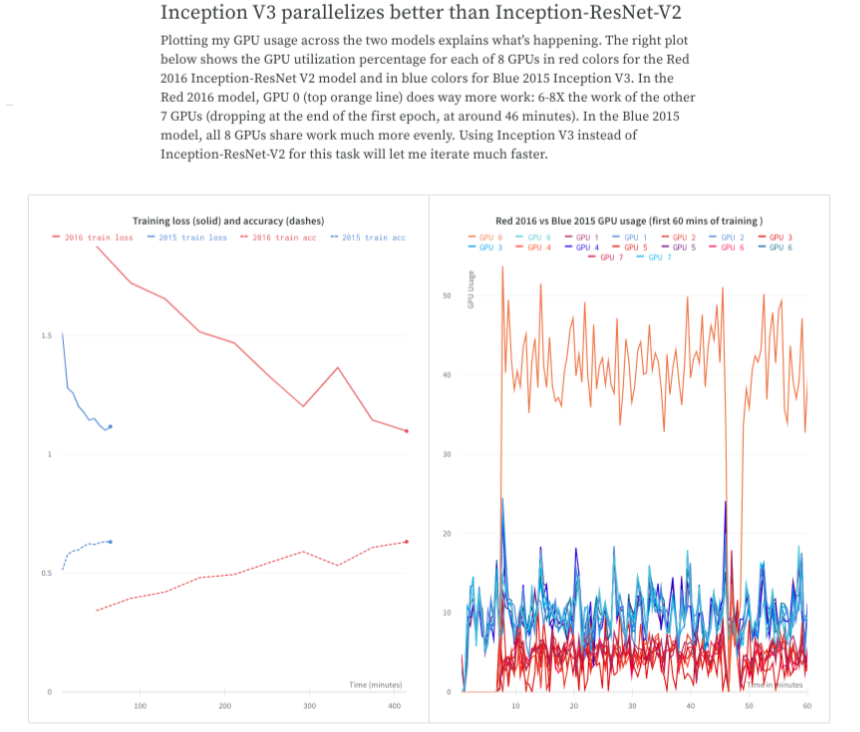 Inception V3 parallelizes better than Inception-ResNet-V2
Plotting my GPU usage across the two models explains what's happening. The right plot
below shows the GPU utilization percentage for each of 8 GPUs in red colors for the Red
2016 Inception-ResNet V2 model and in blue colors for Blue 2015 Inception V3. In the
Red 2016 model, GPU 0 (top orange line) does way more work: 6-8X the work of the other
7 GPUs (dropping at the end of the first epoch, at around 46 minutes). In the Blue 2015
model, all 8 GPUs share work much more evenly. Using Inception V3 instead of
Inception-ResNet-V2 for this task will let me iterate much faster.
Training loss (solid) and accuracy (dashes)
2016 train loss 2015 train loss 2016 train acc 2015 train acc
1.5
1
0.5
0
Time (minutes)
100 200 300 400
Red 2016 vs Blue 2015 GPU usage (first 60 mins of training )
GPU 0 GPU 0 GPU 1 GPU 1 GPU 2 GPU 2 GPU 3
GPU 3 GPU 4 GPU 4 GPU 5 GPU 5 GPU 6 GPU 6
GPU 7 GPU 7
GPU Usage
50
40
30
20
10
0
Time in minutes
10 20 30 40 50 60